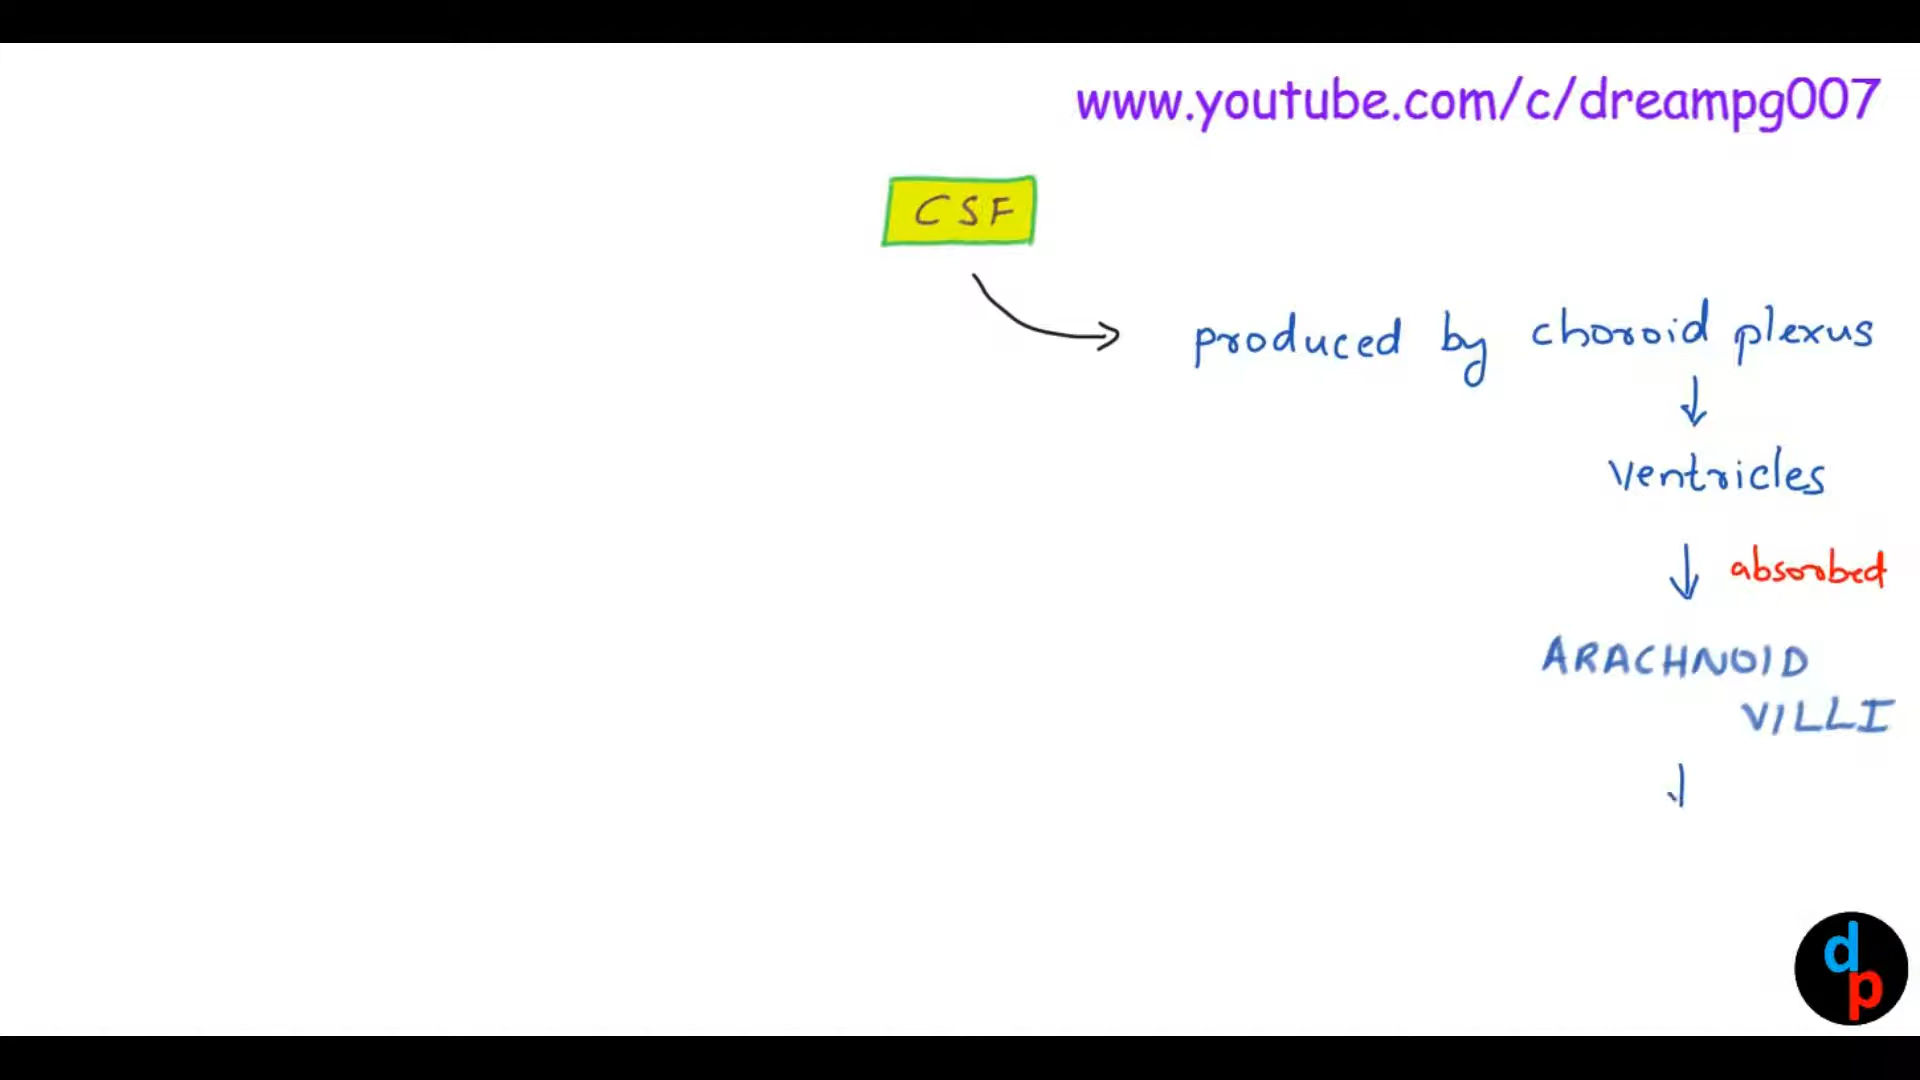 www.youtube.com/c/dreampg007
CSF
produced by choroid plexus
ventricles
absorbed
ARACHNOID
VILLI
dp